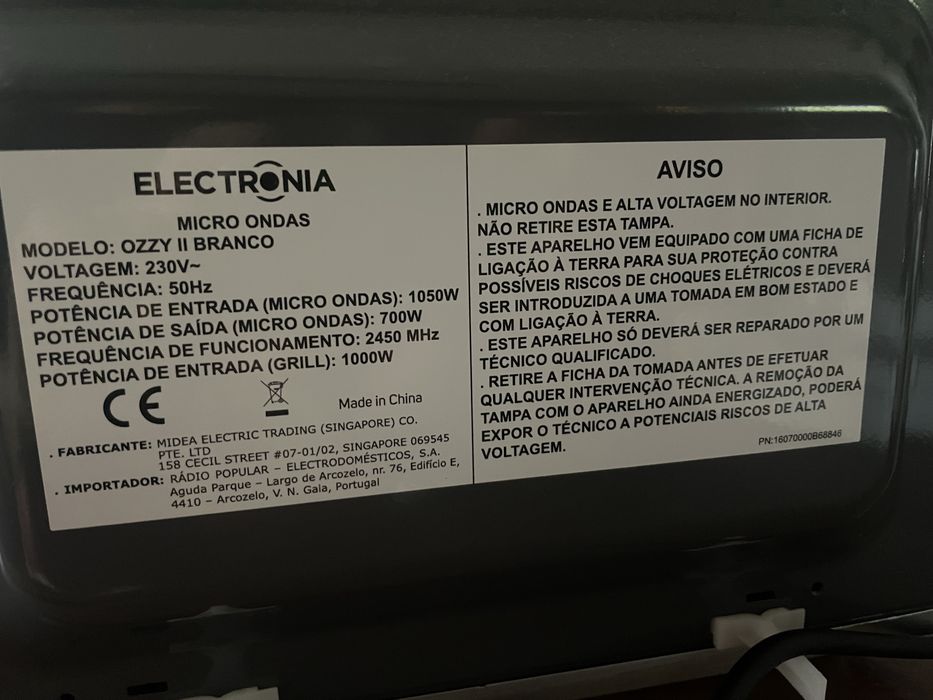 ELECTRONIA
MICRO ONDAS
MODELO: OZZY II BRANCO
VOLTAGEM: 230V~
FREQUÊNCIA: 50Hz
POTÊNCIA DE ENTRADA (MICRO ONDAS): 1050W
POTÊNCIA DE SAÍDA (MICRO ONDAS): 700W
FREQUÊNCIA DE FUNCIONAMENTO: 2450 MHz
POTÊNCIA DE ENTRADA (GRILL): 1000W
CE
Made in China
. FABRICANTE: MIDEA ELECTRIC TRADING (SINGAPORE) CO.
PTE. LTD
158 CECIL STREET #07-01/02, SINGAPORE 069545
. IMPORTADOR: RÁDIO POPULAR – ELECTRODOMÉSTICOS, S.A.
Aguda Parque – Largo de Arcozelo, nr. 76, Edifício E,
4410 – Arcozelo, V. N. Gaia, Portugal
AVISO
. MICRO ONDAS E ALTA VOLTAGEM NO INTERIOR.
NÃO RETIRE ESTA TAMPA.
. ESTE APARELHO VEM EQUIPADO COM UMA FICHA DE
LIGAÇÃO À TERRA PARA SUA PROTEÇÃO CONTRA
POSSÍVEIS RISCOS DE CHOQUES ELÉTRICOS E DEVERÁ
SER INTRODUZIDA A UMA TOMADA EM BOM ESTADO E
COM LIGAÇÃO À TERRA.
. ESTE APARELHO SÓ DEVERÁ SER REPARADO POR UM
TÉCNICO QUALIFICADO.
. RETIRE A FICHA DA TOMADA ANTES DE EFETUAR
QUALQUER INTERVENÇÃO TÉCNICA. A REMOÇÃO DA
TAMPA COM O APARELHO AINDA ENERGIZADO, PODERÁ
EXPOR O TÉCNICO A POTENCIAIS RISCOS DE ALTA
VOLTAGEM.
PN:16070000B68846